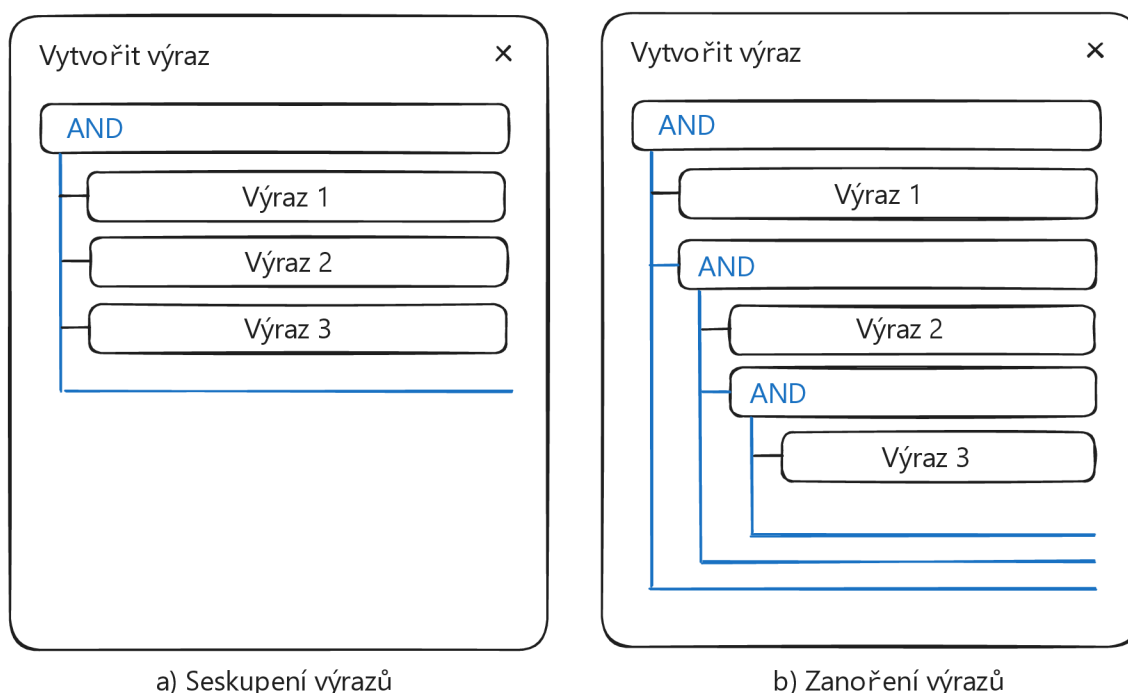 Vytvořit výraz ×
AND
Výraz 1
Výraz 2
Výraz 3
a) Seskupení výrazů
Vytvořit výraz ×
AND
Výraz 1
AND
Výraz 2
AND
Výraz 3
b) Zanoření výrazů